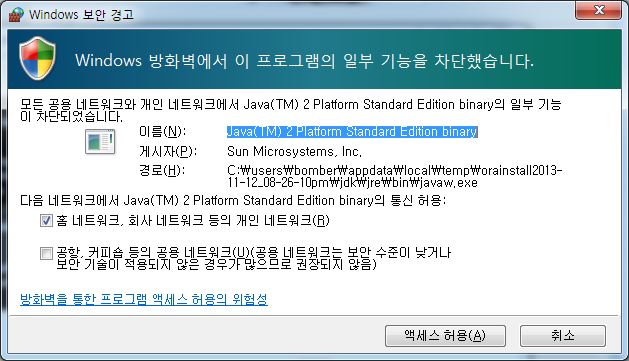 Windows 보안 경고
Windows 방화벽에서 이 프로그램의 일부 기능을 차단했습니다.
모든 공용 네트워크와 개인 네트워크에서 Java(TM) 2 Platform Standard Edition binary의 일부 기능
이 차단되었습니다.
이름(N): Java(TM) 2 Platform Standard Edition binary
게시자(P): Sun Microsystems, Inc.
경로(H): C:\users\bomber\appdata\local\temp\orainstall2013-
11-12_08-26-10pm\jdk\jre\bin\javaw.exe
다음 네트워크에서 Java(TM) 2 Platform Standard Edition binary의 통신 허용:
홈 네트워크, 회사 네트워크 등의 개인 네트워크(R)
공항, 커피숍 등의 공용 네트워크(U)(공용 네트워크는 보안 수준이 낮거나
보안 기술이 적용되지 않은 경우가 많으므로 권장되지 않음)
방화벽을 통한 프로그램 액세스 허용의 위험성
액세스 허용(A) 취소